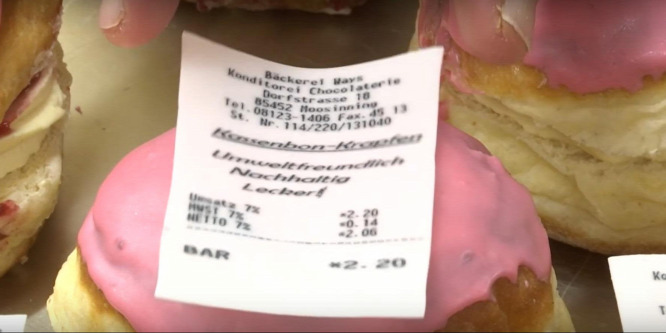 Bäckerei Ways
Konditorei Chocolaterie
Dorfstrasse 18
85452 Moosinning
Tel.08123-1406 Fax.45 13
St. Nr.114/220/131040
Kassenbon-Krapfen
Umweltfreundlich
Nachhaltig
Lecker!
Umsatz 7% *2.20
MWST 7% *0.14
NETTO 7% *2.06
BAR *2.20
Ko